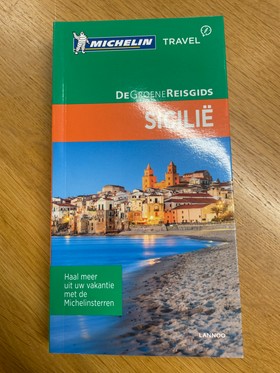 MICHELIN TRAVEL
DEGROENEREISGIDS
SICILIË
Haal meer
uit uw vakantie
met de
Michelinsterren
LANNOO